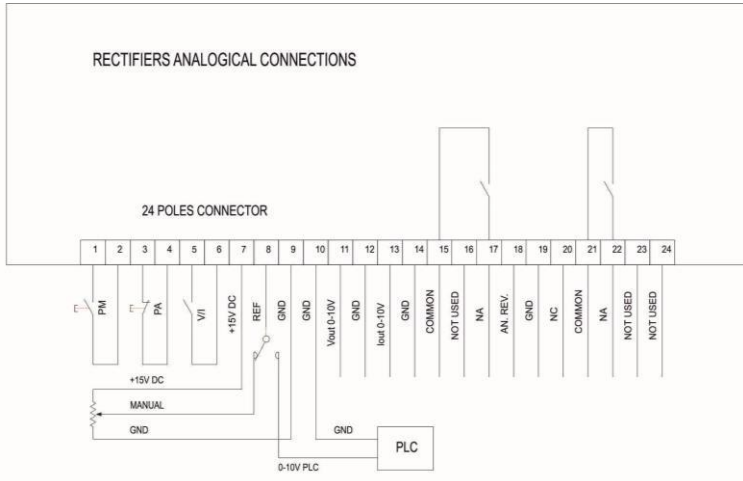 RECTIFIERS ANALOGICAL CONNECTIONS
24 POLES CONNECTOR
1 2 3 4 5 6 7 8 9 10 11 12 13 14 15 16 17 18 19 20 21 22 23 24
PM
PA
V/I
+15V DC
REF
GND
GND
Vout 0-10V
GND
Iout 0-10V
GND
COMMON
NOT USED
NA
AN. REV.
GND
NC
COMMON
NA
NOT USED
NOT USED
+15V DC
MANUAL
GND
GND
PLC
0-10V PLC